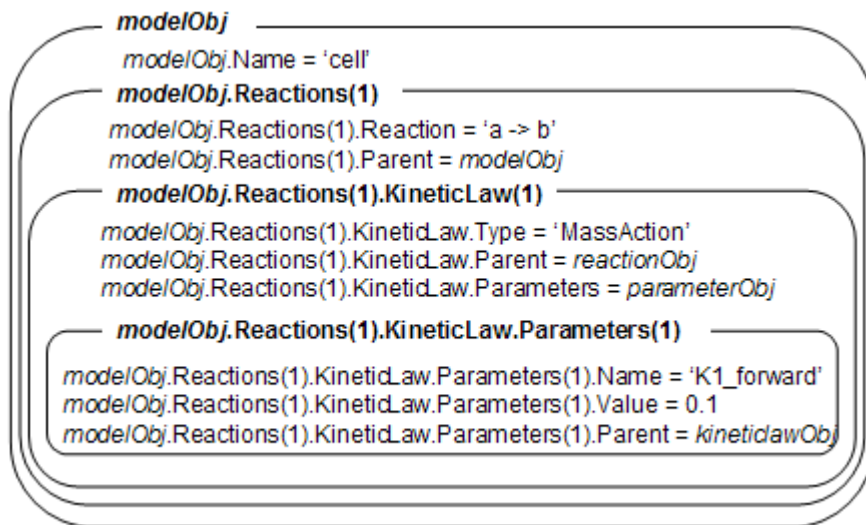 modelObj
modelObj.Name = ‘cell’
modelObj.Reactions(1)
modelObj.Reactions(1).Reaction = ‘a -> b’
modelObj.Reactions(1).Parent = modelObj
modelObj.Reactions(1).KineticLaw(1)
modelObj.Reactions(1).KineticLaw.Type = ‘MassAction’
modelObj.Reactions(1).KineticLaw.Parent = reactionObj
modelObj.Reactions(1).KineticLaw.Parameters = parameterObj
modelObj.Reactions(1).KineticLaw.Parameters(1)
modelObj.Reactions(1).KineticLaw.Parameters(1).Name = ‘K1_forward’
modelObj.Reactions(1).KineticLaw.Parameters(1).Value = 0.1
modelObj.Reactions(1).KineticLaw.Parameters(1).Parent = kineticlawObj